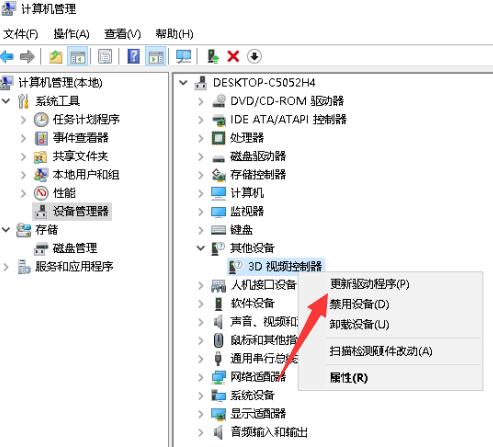 计算机管理
文件(F) 操作(A) 查看(V) 帮助(H)
计算机管理(本地)
系统工具
任务计划程序
事件查看器
共享文件夹
本地用户和组
性能
设备管理器
存储
磁盘管理
服务和应用程序
DESKTOP-C5052H4
DVD/CD-ROM 驱动器
IDE ATA/ATAPI 控制器
处理器
磁盘驱动器
存储控制器
计算机
监视器
键盘
其他设备
3D 视频控制器
人机接口设备
软件设备
声音、视频和
鼠标和其他指
通用串行总线
网络适配器
系统设备
显示适配器
音频输入和输出
更新驱动程序(P)
禁用设备(D)
卸载设备(U)
扫描检测硬件改动(A)
属性(R)